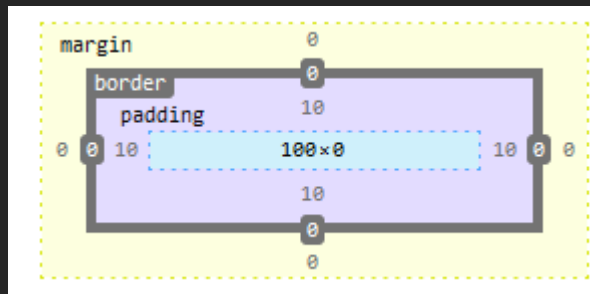 margin 0
border 0
padding 10
0 0 10 100×0 10 0 0
10
0
0